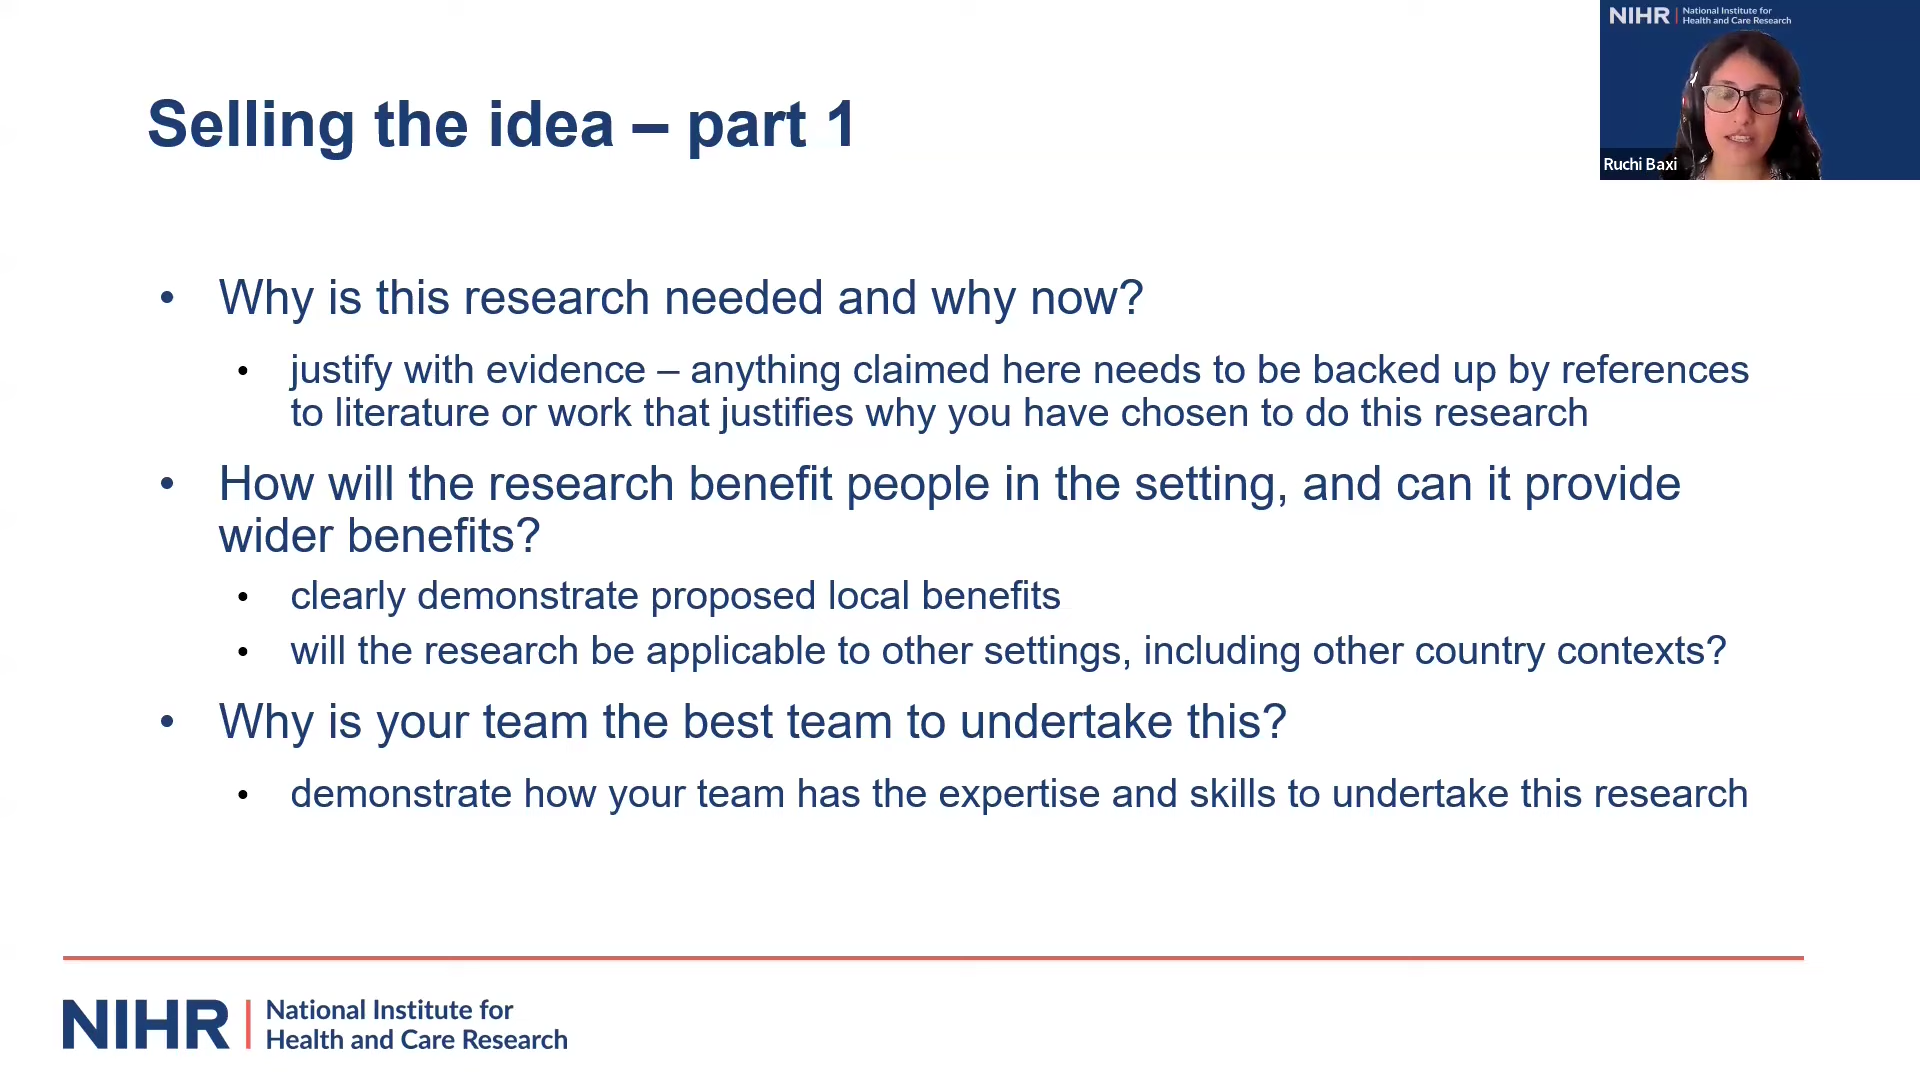 NIHR | National Institute for
Health and Care Research
Ruchi Baxi
Selling the idea – part 1
• Why is this research needed and why now?
• justify with evidence – anything claimed here needs to be backed up by references
to literature or work that justifies why you have chosen to do this research
• How will the research benefit people in the setting, and can it provide
wider benefits?
• clearly demonstrate proposed local benefits
• will the research be applicable to other settings, including other country contexts?
• Why is your team the best team to undertake this?
• demonstrate how your team has the expertise and skills to undertake this research
NIHR | National Institute for
Health and Care Research